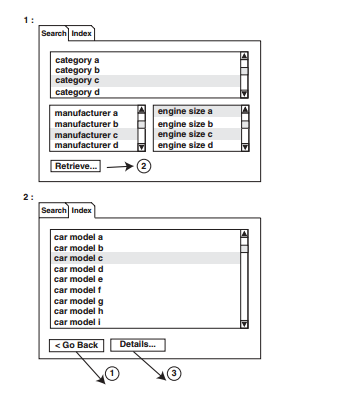 1 :
Search Index
category a
category b
category c
category d
manufacturer a
manufacturer b
manufacturer c
manufacturer d
engine size a
engine size b
engine size c
engine size d
Retrieve... 2
2 :
Search Index
car model a
car model b
car model c
car model d
car model e
car model f
car model g
car model h
car model i
< Go Back Details...
1 3